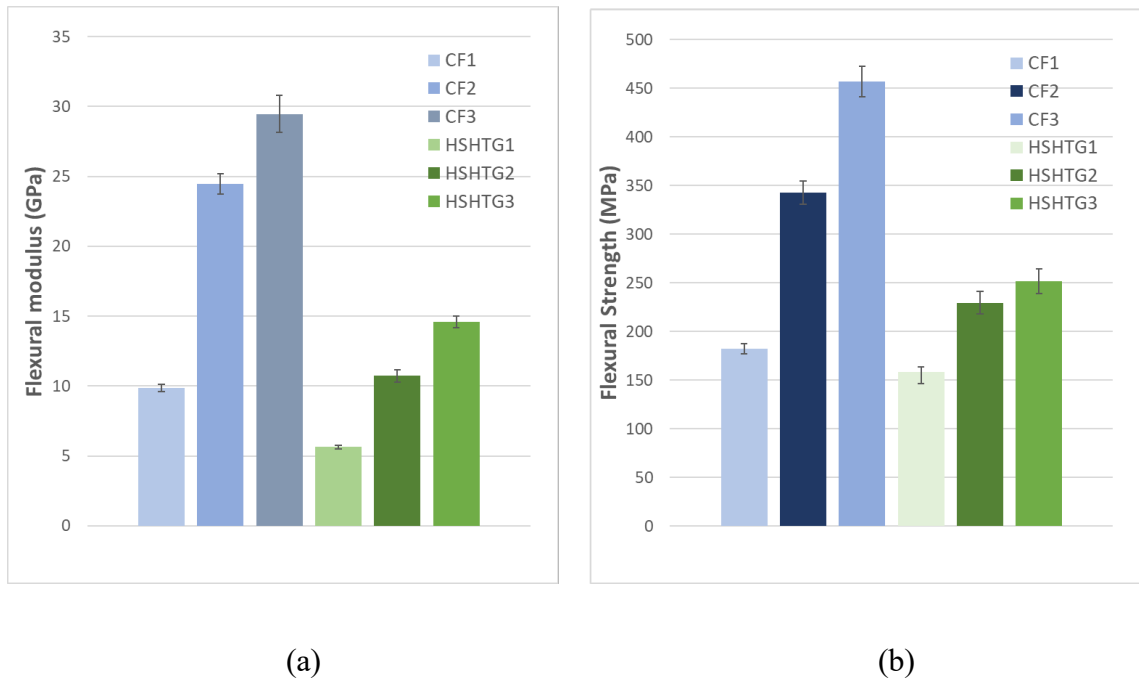 Flexural modulus (GPa)
35
30
25
20
15
10
5
0
CF1
CF2
CF3
HSHTG1
HSHTG2
HSHTG3
(a)
Flexural Strength (MPa)
500
450
400
350
300
250
200
150
100
50
0
CF1
CF2
CF3
HSHTG1
HSHTG2
HSHTG3
(b)